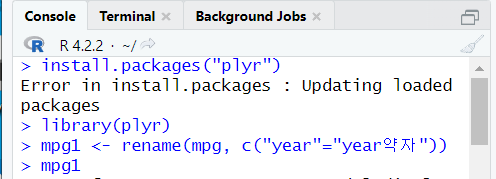 Console Terminal Background Jobs
R R 4.2.2 · ~/
> install.packages("plyr")
Error in install.packages : Updating loaded
packages
> library(plyr)
> mpg1 <- rename(mpg, c("year"="year약자"))
> mpg1